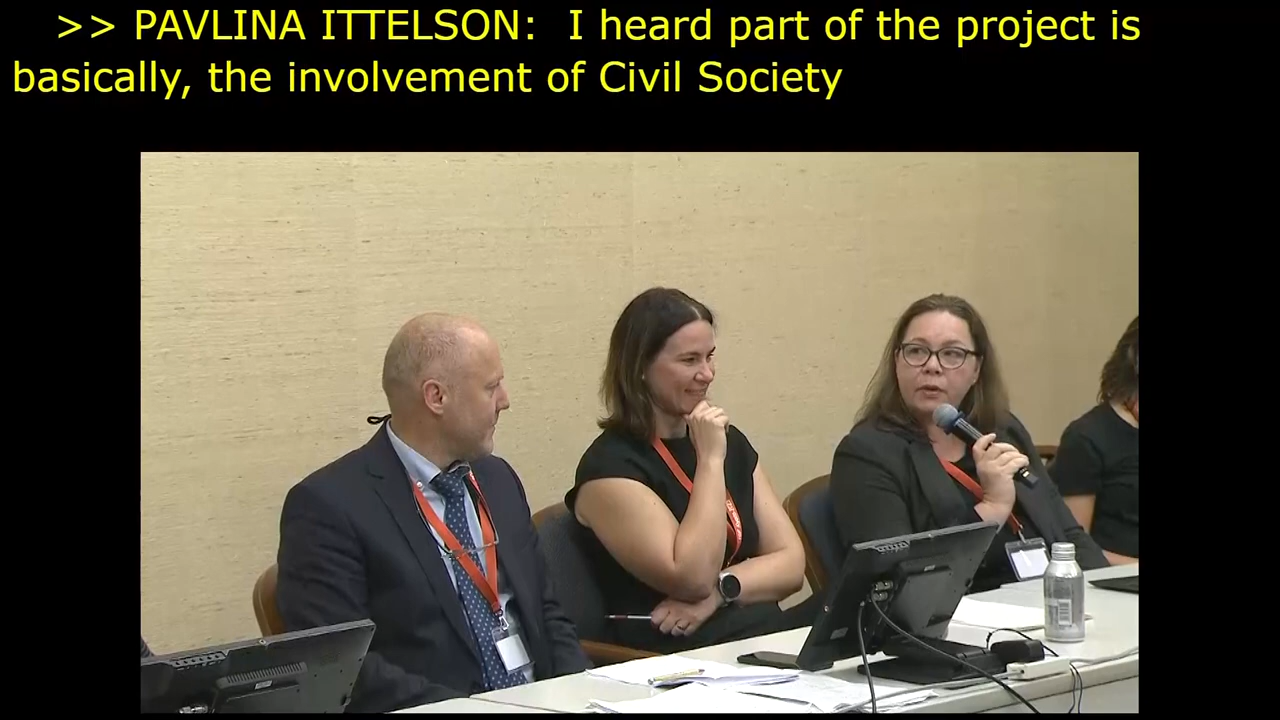 >> PAVLINA ITTELSON:  I heard part of the project is
basically, the involvement of Civil Society